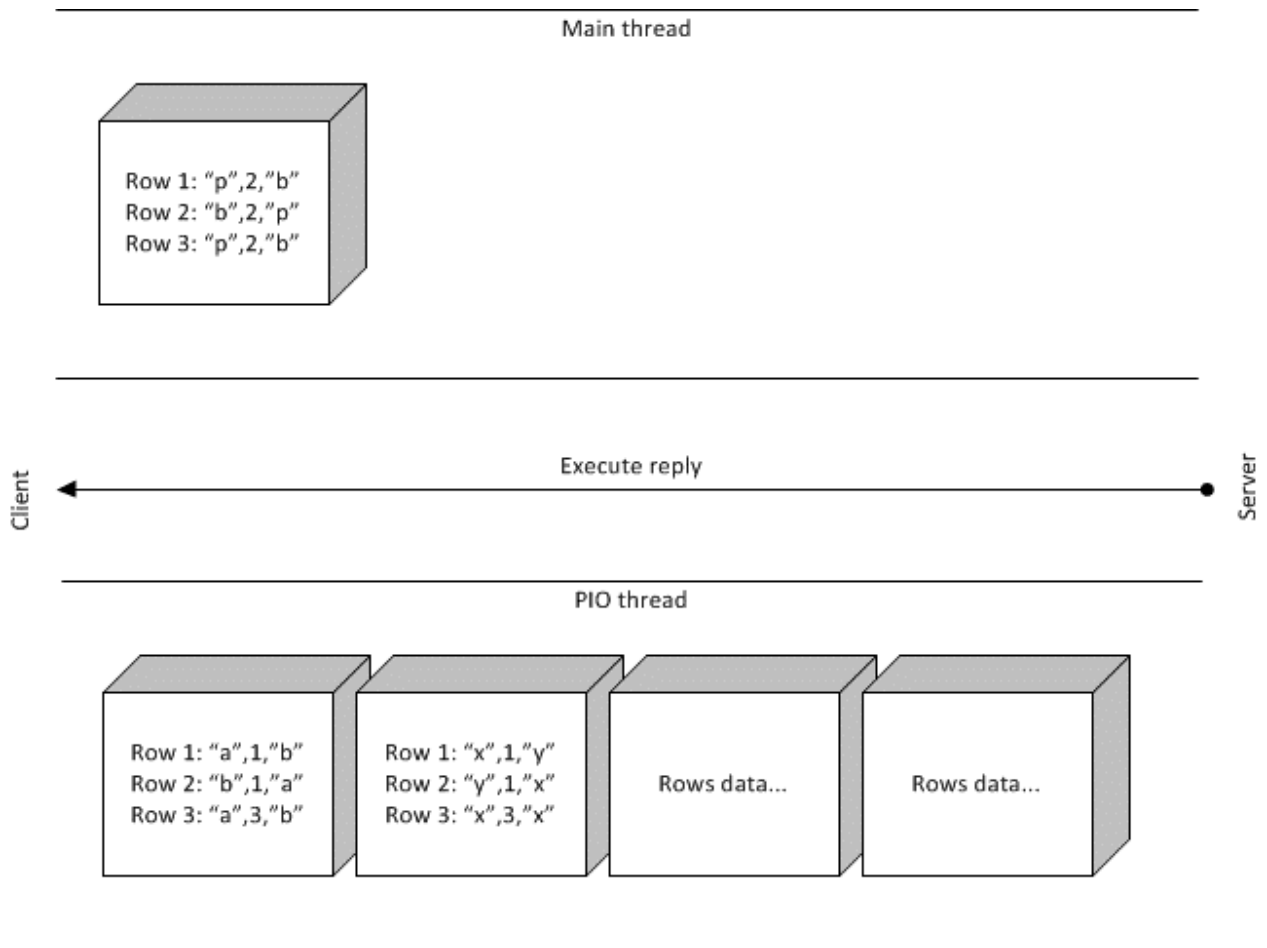 Main thread
Row 1: “p”,2,”b”
Row 2: “b”,2,”p”
Row 3: “p”,2,”b”
Execute reply
Client
Server
PIO thread
Row 1: “a”,1,”b”
Row 2: “b”,1,”a”
Row 3: “a”,3,”b”
Row 1: “x”,1,”y”
Row 2: “y”,1,”x”
Row 3: “x”,3,”x”
Rows data...
Rows data...